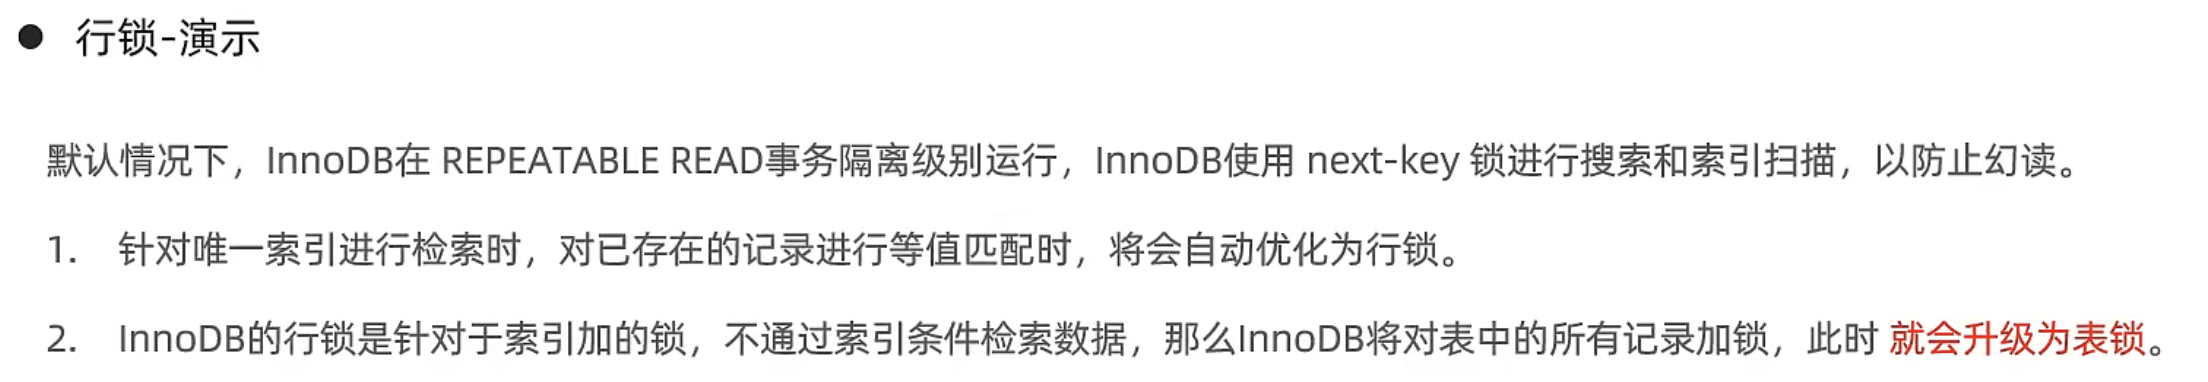 ● 行锁-演示
默认情况下，InnoDB在 REPEATABLE READ事务隔离级别运行，InnoDB使用 next-key 锁进行搜索和索引扫描，以防止幻读。
1. 针对唯一索引进行检索时，对已存在的记录进行等值匹配时，将会自动优化为行锁。
2. InnoDB的行锁是针对于索引加的锁，不通过索引条件检索数据，那么InnoDB将对表中的所有记录加锁，此时 就会升级为表锁。